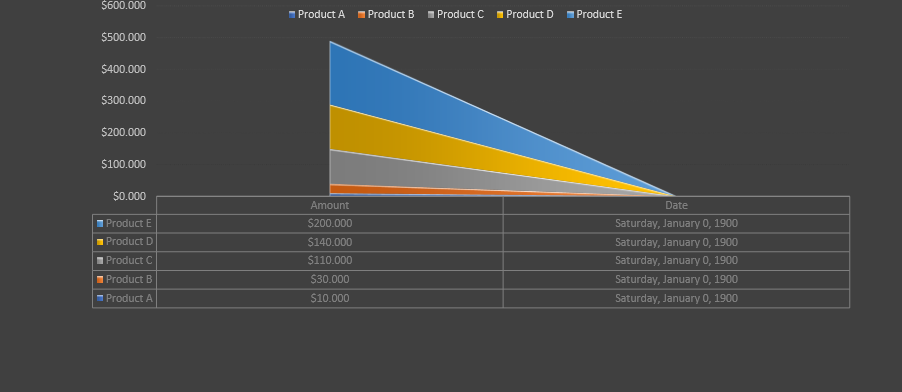 $600.000
Product A Product B Product C Product D Product E
$500.000
$400.000
$300.000
$200.000
$100.000
$0.000
Amount Date
Product E $200.000 Saturday, January 0, 1900
Product D $140.000 Saturday, January 0, 1900
Product C $110.000 Saturday, January 0, 1900
Product B $30.000 Saturday, January 0, 1900
Product A $10.000 Saturday, January 0, 1900